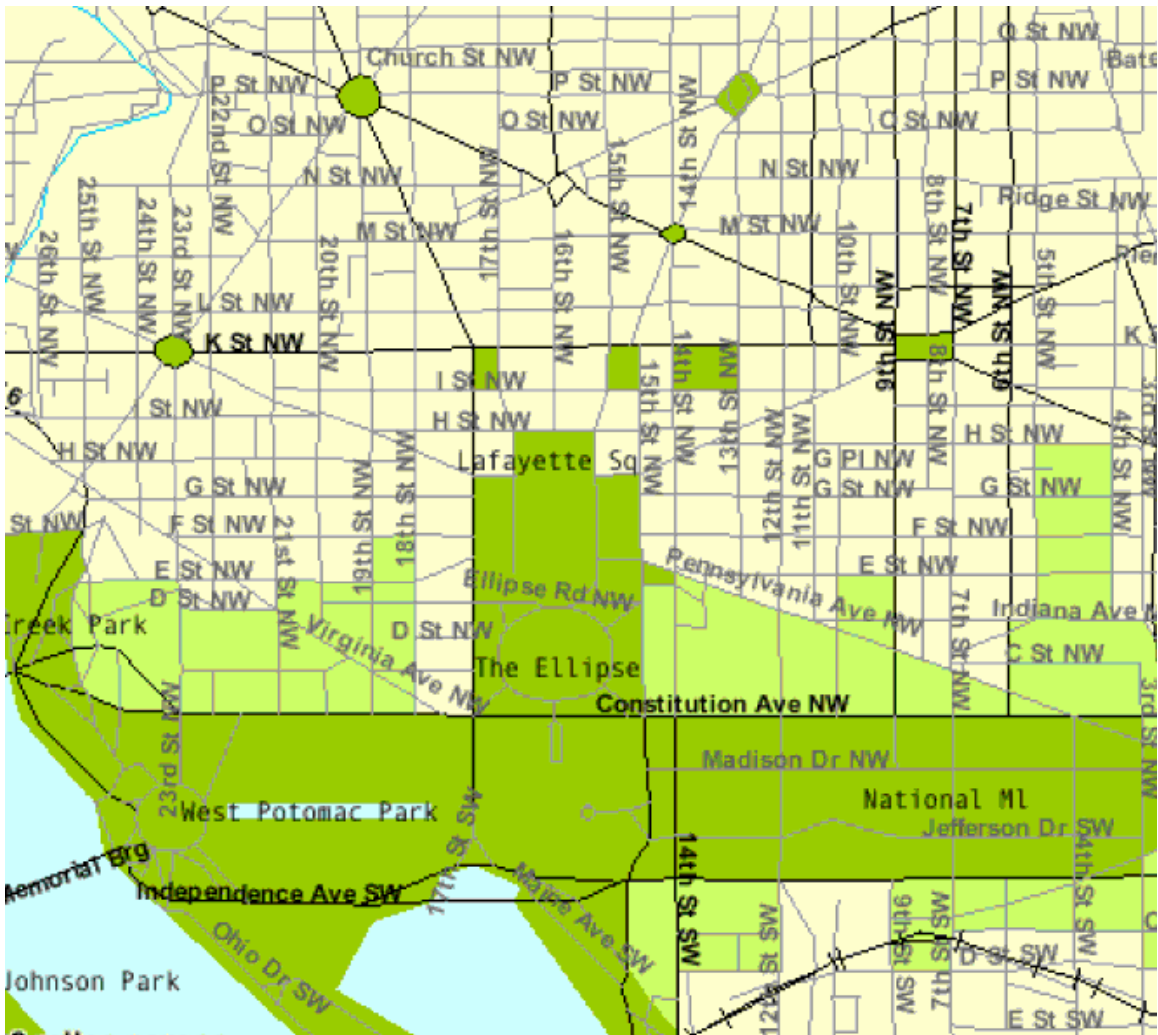 Church St NW
O St NW
Bate
P St NW
P St NW
P St NW
22nd St NW
O St NW
O St NW
C St NW
14th St NW
15th St NW
N St NW
17th St NW
N St NW
8th St NW
Ridge St NW
7th St NW
25th St NW
24th St NW
23rd St NW
M St NW
M St NW
10th St NW
16th St NW
20th St NW
26th St NW
5th St NW
9th St NW
6th St NW
L St NW
K St NW
K
I St NW
14th St NW
13th St NW
8th St NW
15th St NW
3rd St NW
6
St NW
H St NW
H St NW
4th St NW
H St NW
Lafayette Sq
12th St NW
11th St NW
G Pl NW
18th St NW
19th St NW
G St NW
G St NW
G St NW
St NW
F St NW
F St NW
21st St NW
E St NW
E St NW
Pennsylvania Ave NW
D St NW
Ellipse Rd NW
7th St NW
Indiana Ave N
Creek Park
Virginia Ave NW
D St NW
C St NW
The Ellipse
23rd St NW
Constitution Ave NW
3rd St NW
Madison Dr NW
West Potomac Park
National Ml
Jefferson Dr SW
17th St SW
14th St SW
4th St SW
Memorial Brg
Independence Ave SW
Maine Ave SW
9th St SW
7th St SW
12th St SW
Ohio Dr SW
D St SW
Johnson Park
E St SW